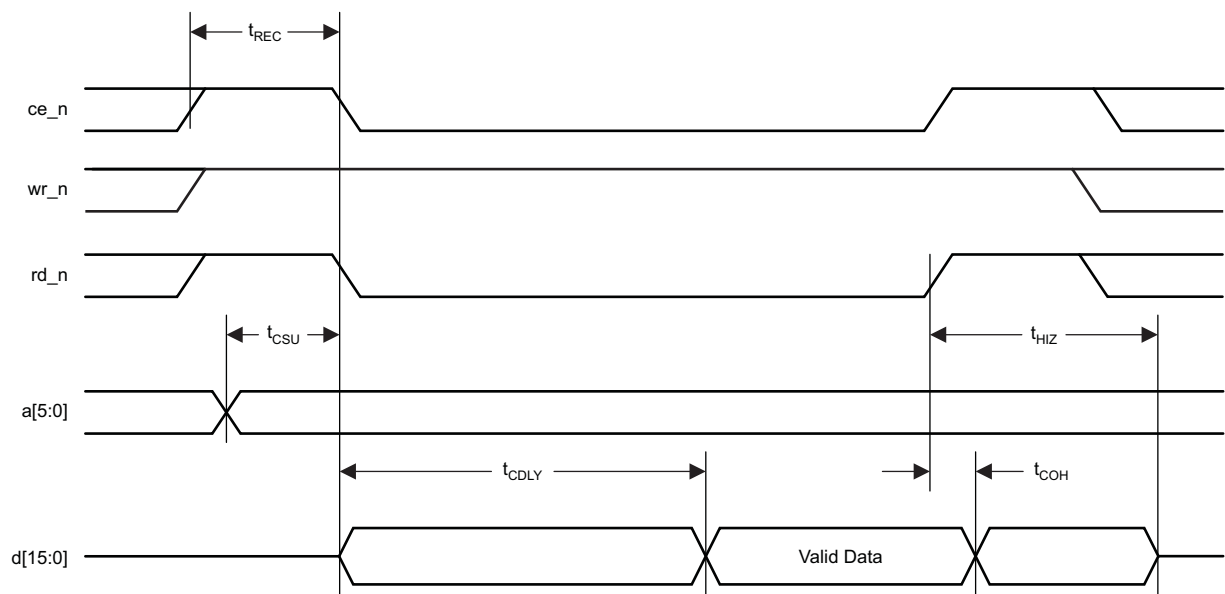 tREC
ce_n
wr_n
rd_n
tCSU
tHIZ
a[5:0]
tCDLY
tCOH
d[15:0]
Valid Data